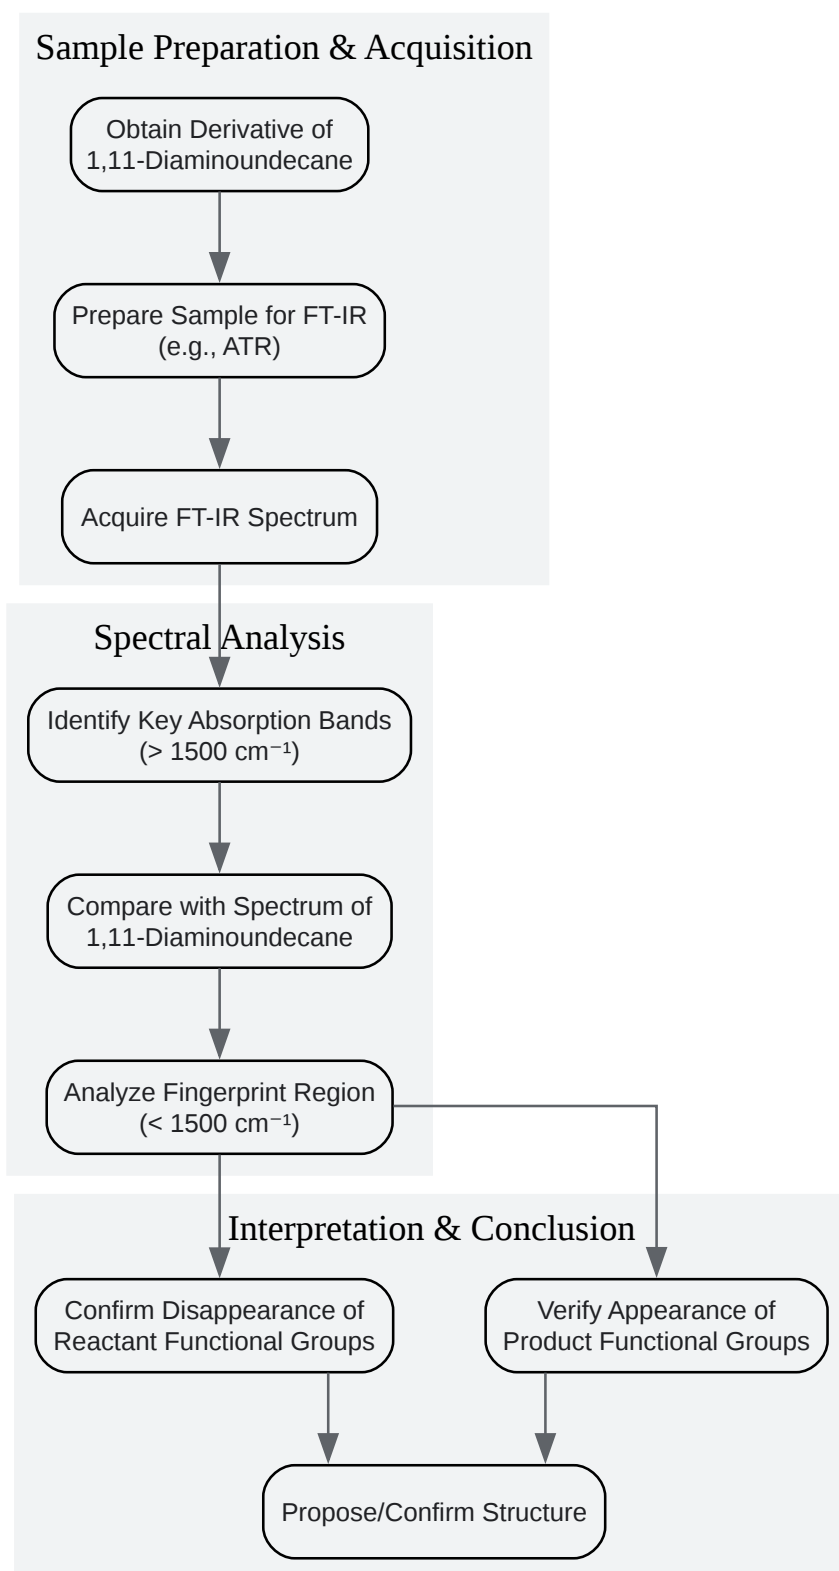 Sample Preparation & Acquisition
Obtain Derivative of
1,11-Diaminoundecane
Prepare Sample for FT-IR
(e.g., ATR)
Acquire FT-IR Spectrum
Spectral Analysis
Identify Key Absorption Bands
(> 1500 cm⁻¹)
Compare with Spectrum of
1,11-Diaminoundecane
Analyze Fingerprint Region
(< 1500 cm⁻¹)
Interpretation & Conclusion
Confirm Disappearance of
Reactant Functional Groups
Verify Appearance of
Product Functional Groups
Propose/Confirm Structure